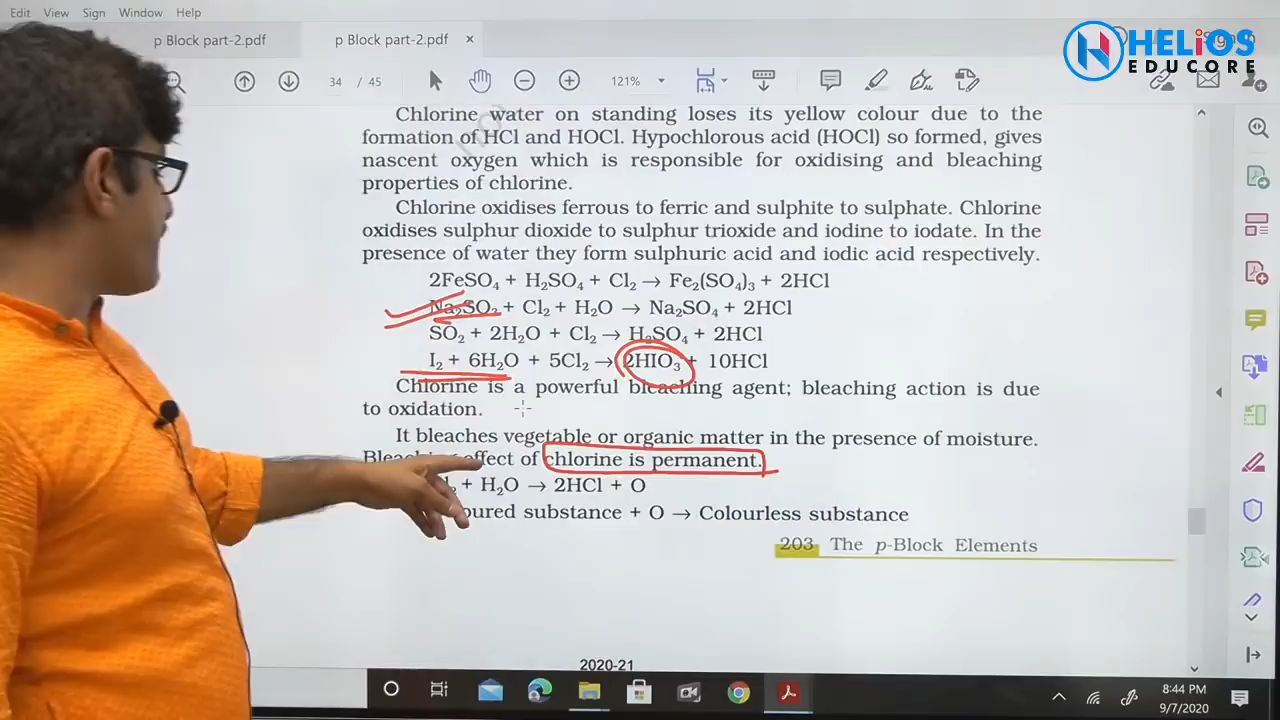 Edit View Sign Window Help
p Block part-2.pdf
p Block part-2.pdf ×
HELiOS
EDUCORE
34 / 45
121%
Chlorine water on standing loses its yellow colour due to the
formation of HCl and HOCl. Hypochlorous acid (HOCl) so formed, gives
nascent oxygen which is responsible for oxidising and bleaching
properties of chlorine.
Chlorine oxidises ferrous to ferric and sulphite to sulphate. Chlorine
oxidises sulphur dioxide to sulphur trioxide and iodine to iodate. In the
presence of water they form sulphuric acid and iodic acid respectively.
2FeSO₄ + H₂SO₄ + Cl₂ → Fe₂(SO₄)₃ + 2HCl
Na₂SO₃ + Cl₂ + H₂O → Na₂SO₄ + 2HCl
SO₂ + 2H₂O + Cl₂ → H₂SO₄ + 2HCl
I₂ + 6H₂O + 5Cl₂ → 2HIO₃ + 10HCl
Chlorine is a powerful bleaching agent; bleaching action is due
to oxidation.
It bleaches vegetable or organic matter in the presence of moisture.
Bleaching effect of chlorine is permanent.
+ H₂O → 2HCl + O
substance + O → Colourless substance
203 The p-Block Elements
2020-21
8:44 PM
9/7/2020